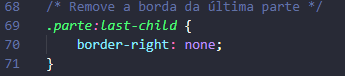 68 /* Remove a borda da última parte */
69 .parte:last-child {
70 border-right: none;
71 }